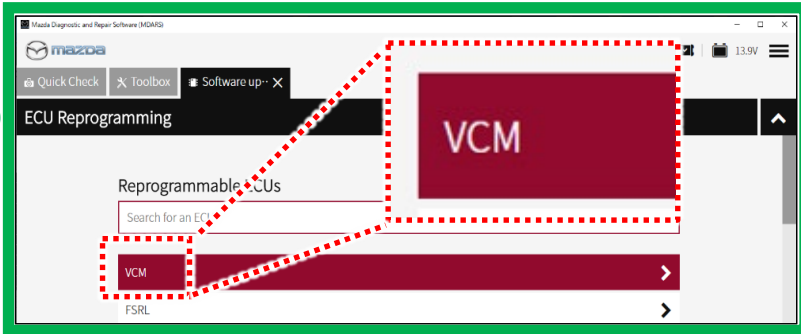 Mazda Diagnostic and Repair Software (MDARS)
mazda
13.9V
Quick Check
Toolbox
Software up··
ECU Reprogramming
VCM
Reprogrammable ECUs
Search for an
VCM
FSRL